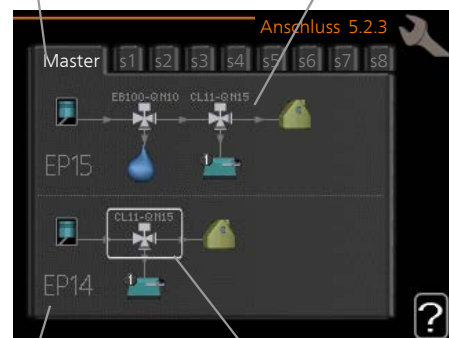 Anschluss 5.2.3
Master s1 s2 s3 s4 s5 s6 s7 s8
EB100-QN10 CL11-QN15
1
EP15
CL11-QN15
1
EP14
?